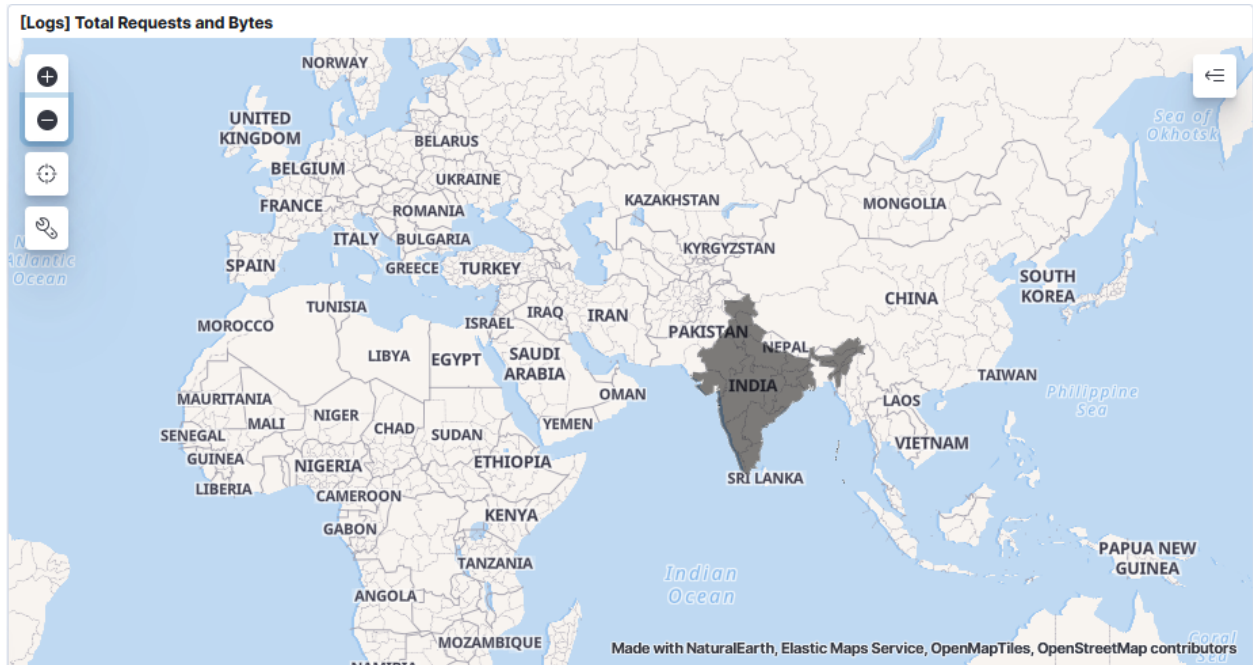 [Logs] Total Requests and Bytes
NORWAY
Sea of
Okhotsk
UNITED
KINGDOM
BELARUS
BELGIUM
UKRAINE
KAZAKHSTAN
MONGOLIA
FRANCE
ROMANIA
ITALY
BULGARIA
KYRGYZSTAN
Atlantic
Ocean
SPAIN
GREECE
TURKEY
SOUTH
KOREA
CHINA
TUNISIA
MOROCCO
ISRAEL
IRAQ
IRAN
PAKISTAN
NEPAL
LIBYA
EGYPT
SAUDI
ARABIA
INDIA
TAIWAN
OMAN
MAURITANIA
LAOS
Philippine
Sea
NIGER
MALI
CHAD
SUDAN
YEMEN
SENEGAL
VIETNAM
GUINEA
NIGERIA
ETHIOPIA
SRI LANKA
LIBERIA
CAMEROON
GABON
KENYA
PAPUA NEW
GUINEA
TANZANIA
Indian
Ocean
ANGOLA
MOZAMBIQUE
Coral
Sea
Made with NaturalEarth, Elastic Maps Service, OpenMapTiles, OpenStreetMap contributors
NAMIBIA